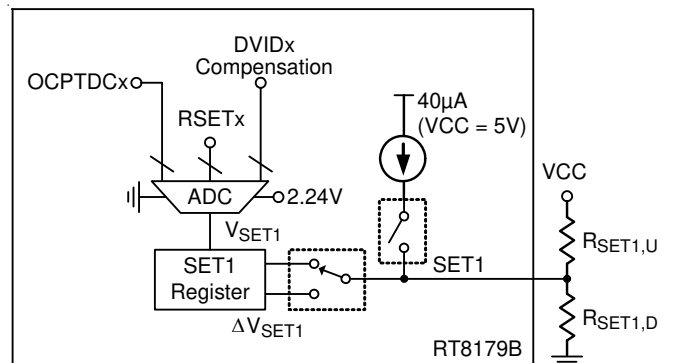 DVIDx
Compensation
OCPTDCx
RSETx
40µA
(VCC = 5V)
VCC
ADC
2.24V
VSET1
RSET1,U
SET1
Register
SET1
ΔVSET1
RSET1,D
RT8179B